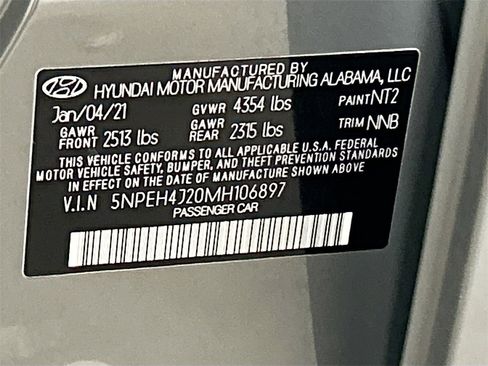 MANUFACTURED BY
HYUNDAI MOTOR MANUFACTURING ALABAMA, LLC
Jan/04/21 GVWR 4354 lbs PAINT NT2
GAWR FRONT 2513 lbs GAWR REAR 2315 lbs TRIM NNB
THIS VEHICLE CONFORMS TO ALL APPLICABLE U.S.A. FEDERAL
MOTOR VEHICLE SAFETY, BUMPER, AND THEFT PREVENTION STANDARDS
IN EFFECT ON THE DATE OF MANUFACTURE SHOWN ABOVE
V.I.N 5NPEH4J20MH106897
PASSENGER CAR